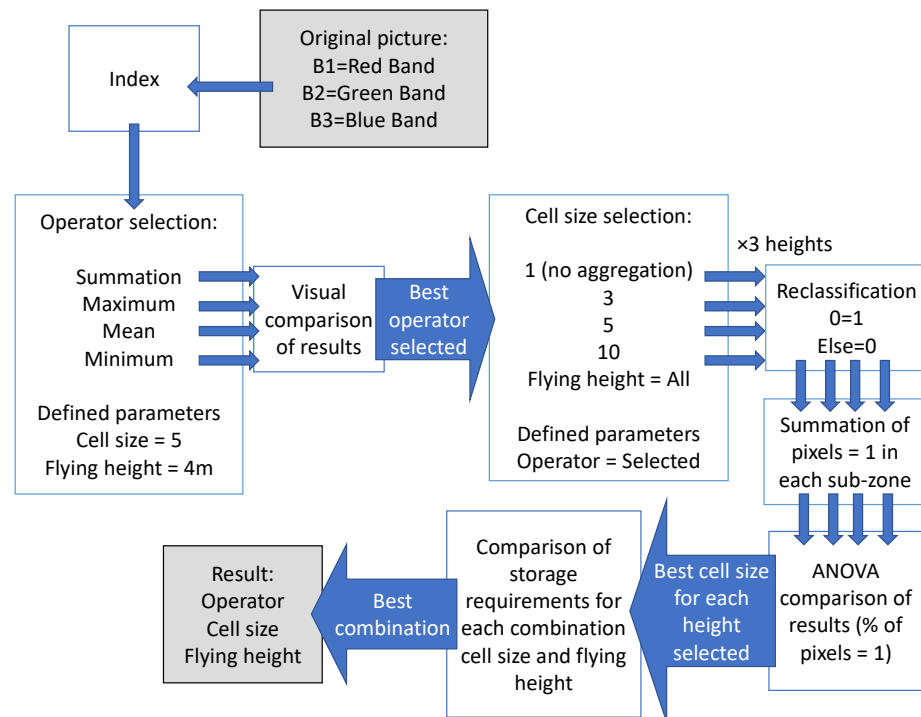 Index
Original picture:
B1=Red Band
B2=Green Band
B3=Blue Band
Operator selection:
Summation
Maximum
Mean
Minimum
Defined parameters
Cell size = 5
Flying height = 4m
Visual
comparison
of results
Best
operator
selected
Cell size selection:
1 (no aggregation)
3
5
10
Flying height = All
Defined parameters
Operator = Selected
×3 heights
Reclassification
0=1
Else=0
Summation of
pixels = 1 in
each sub-zone
ANOVA
comparison of
results (% of
pixels = 1)
Best cell size
for each
height
selected
Comparison of
storage
requirements for
each combination
cell size and flying
height
Best
combination
Result:
Operator
Cell size
Flying height